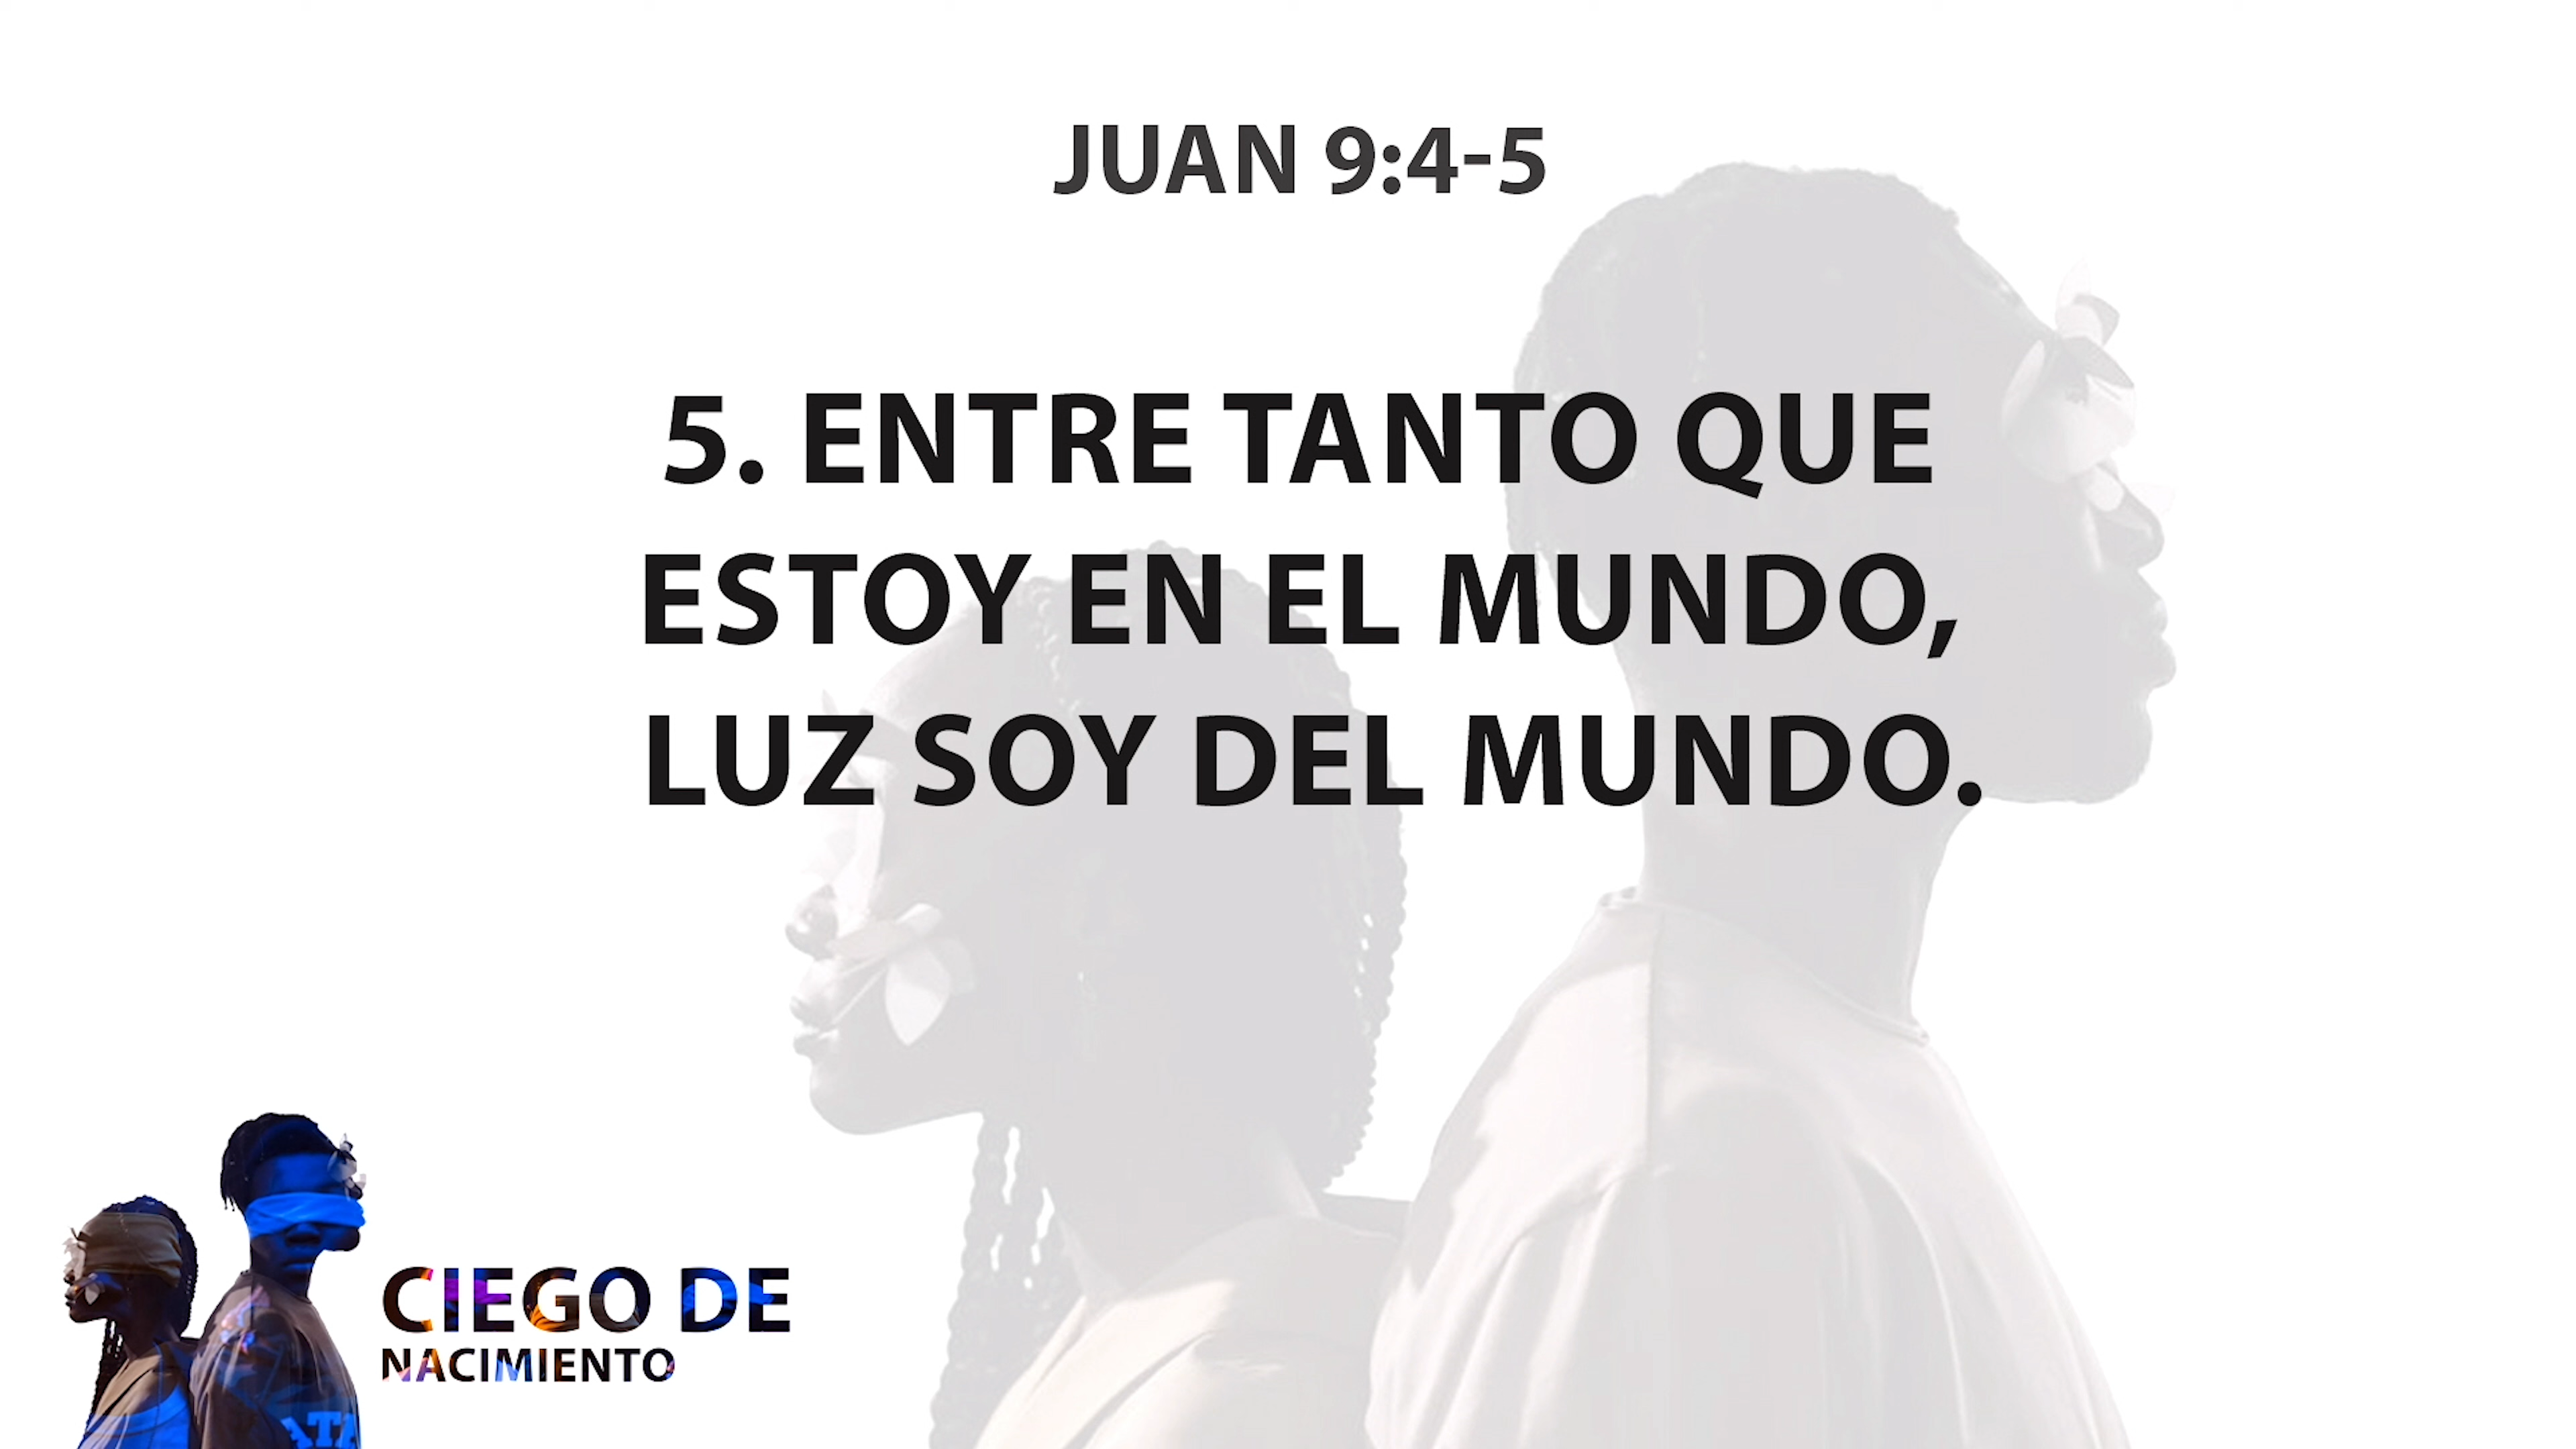 JUAN 9:4-5
5. ENTRE TANTO QUE
ESTOY EN EL MUNDO,
LUZ SOY DEL MUNDO.
CIEGO DE
NACIMIENTO